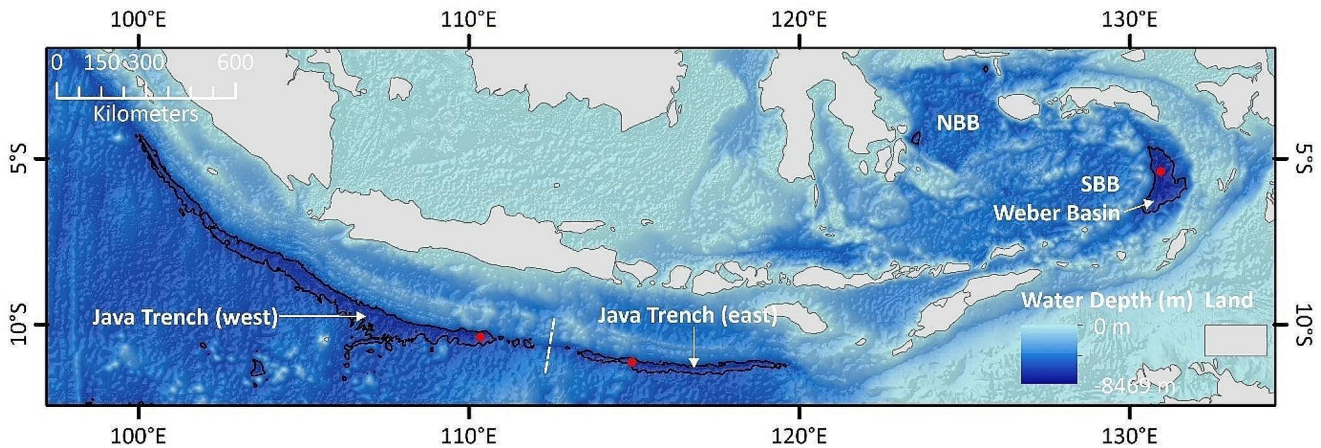 100°E 110°E 120°E 130°E
0 150 300 600
Kilometers
NBB
5°S 5°S
SBB
Weber Basin
Java Trench (west) Java Trench (east)
Water Depth (m) Land
10°S 10°S
0 m
-8469 m
100°E 110°E 120°E 130°E